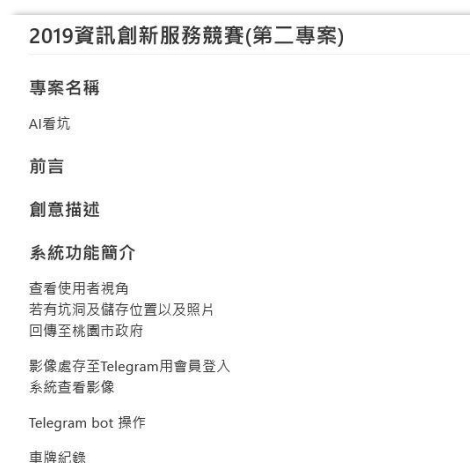 2019資訊創新服務競賽(第二專案)
專案名稱
AI看坑
前言
創意描述
系統功能簡介
查看使用者視角
若有坑洞及儲存位置以及照片
回傳至桃園市政府
影像處存至Telegram用會員登入
系統查看影像
Telegram bot 操作
車牌紀錄